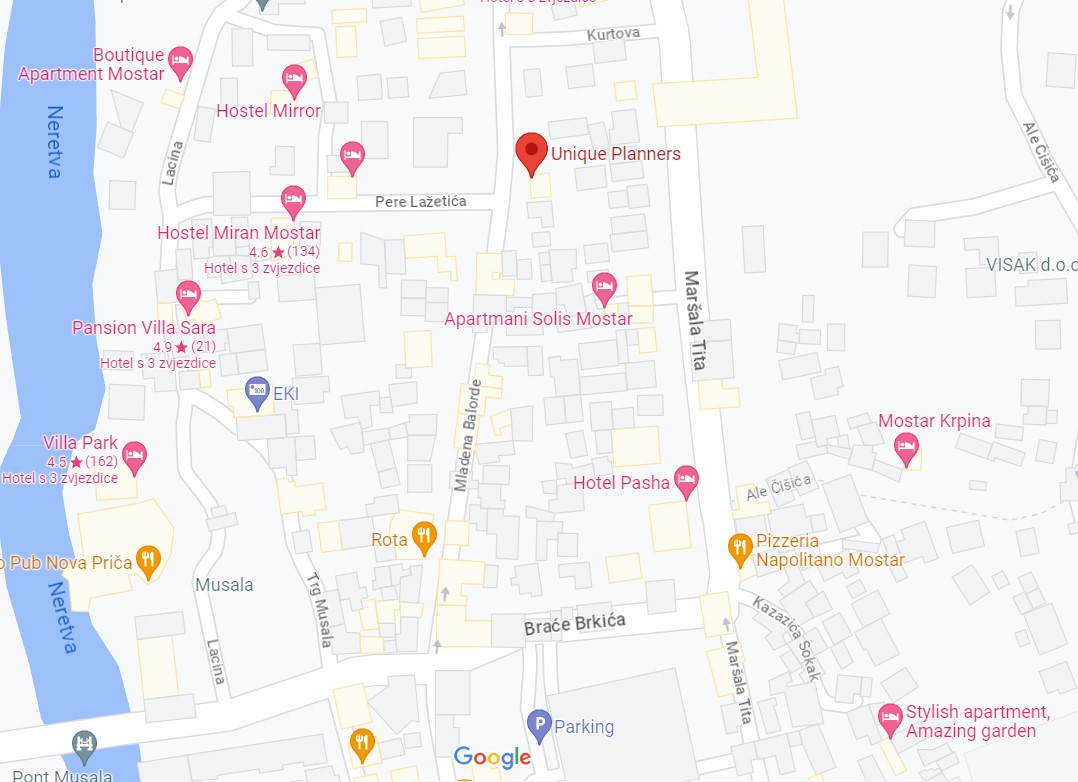 Hotel s 3 zvjezdice
Kurtova
Boutique
Apartment Mostar
Hostel Mirror
Neretva
Lacina
Ale Čišića
Unique Planners
Pere Lažetića
Hostel Miran Mostar
4.6 ★ (134)
Hotel s 3 zvjezdice
VISAK d.o.o
Apartmani Solis Mostar
Maršala Tita
Pansion Villa Sara
4.9 ★ (21)
Hotel s 3 zvjezdice
EKI
Mladena Balorde
Mostar Krpina
Villa Park
4.5 ★ (162)
Hotel s 3 zvjezdice
Hotel Pasha
Ale Čišića
Rota
Pizzeria
Napolitano Mostar
o Pub Nova Priča
Musala
Neretva
Trg Musala
Braće Brkića
Kazazića Sokak
Lacina
Maršala Tita
P
Parking
Stylish apartment,
Amazing garden
Google
Pont Musala